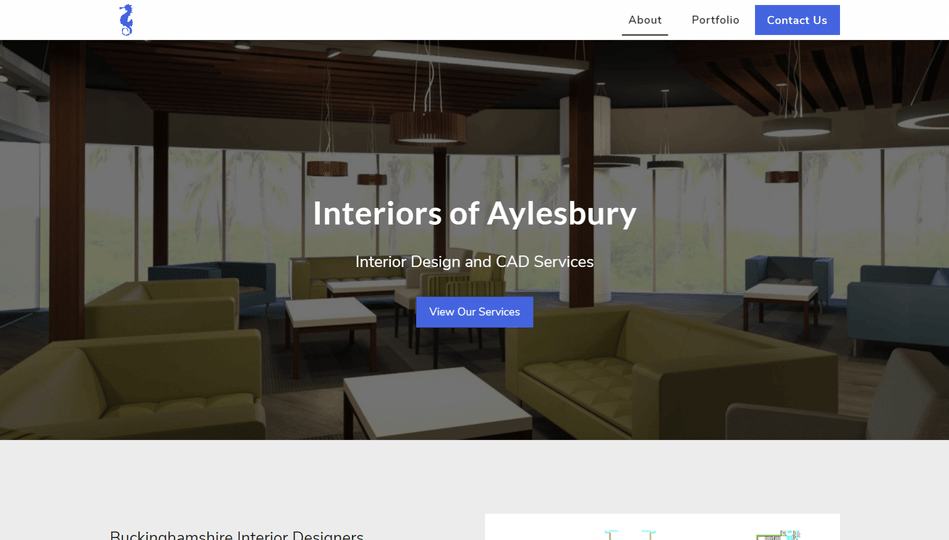 About
Portfolio
Contact Us
Interiors of Aylesbury
Interior Design and CAD Services
View Our Services
Buckinghamshire Interior Designers